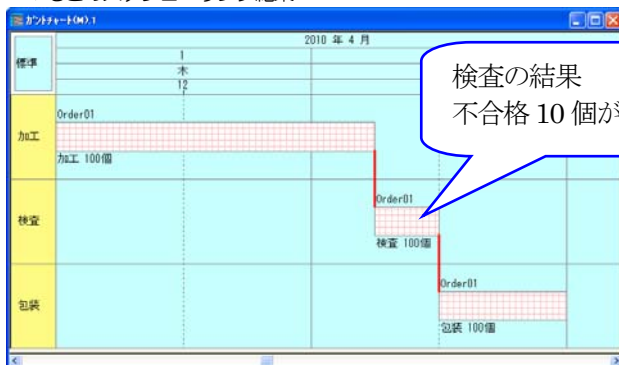 ガントチャート(M).1
2010 年 4 月
標準
1
木
12
検査の結果
不合格 10 個が
加工
Order01
加工 100個
検査
Order01
検査 100個
包装
Order01
包装 100個